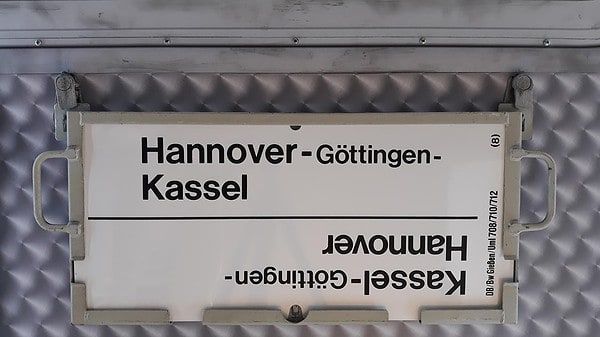 Hannover-Göttingen-
Kassel
Kassel-Göttingen-
Hannover
DB/Bw Gießen/Uml 708/710/712
(8)